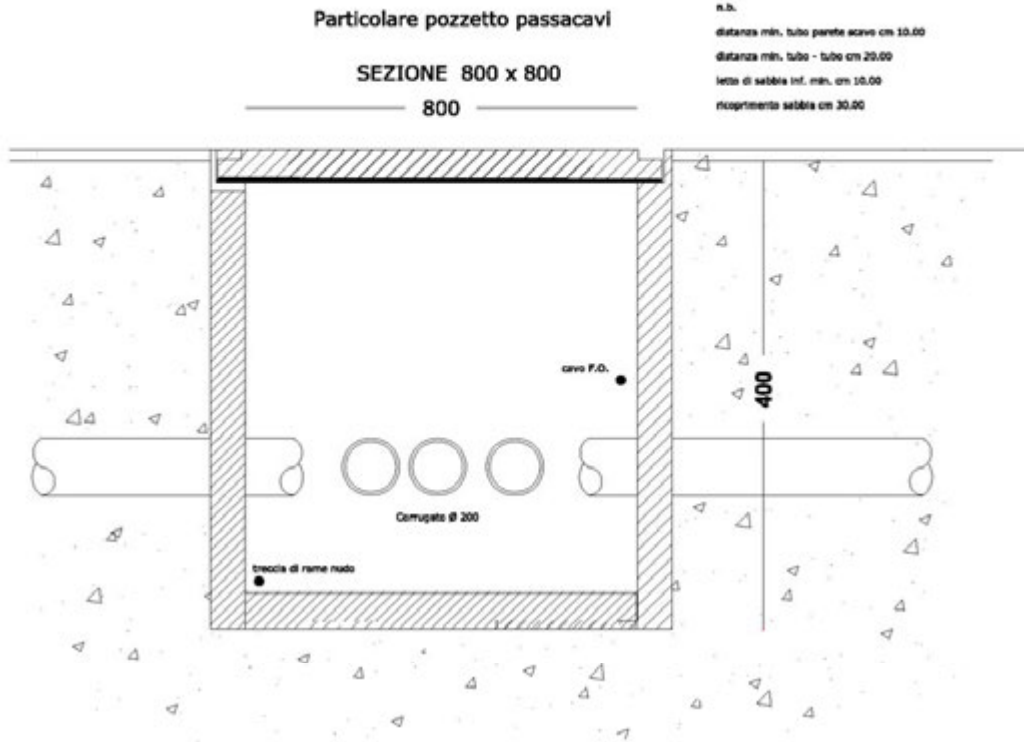 Particolare pozzetto passacavi
SEZIONE 800 x 800
800
n.b.
distanza min. tubo parete scavo cm 10.00
distanza min. tubo - tubo cm 20.00
letto di sabbia inf. min. cm 10.00
ricoprimento sabbia cm 30.00
cavo F.O.
400
Corrugato Ø 200
treccia di rame nudo